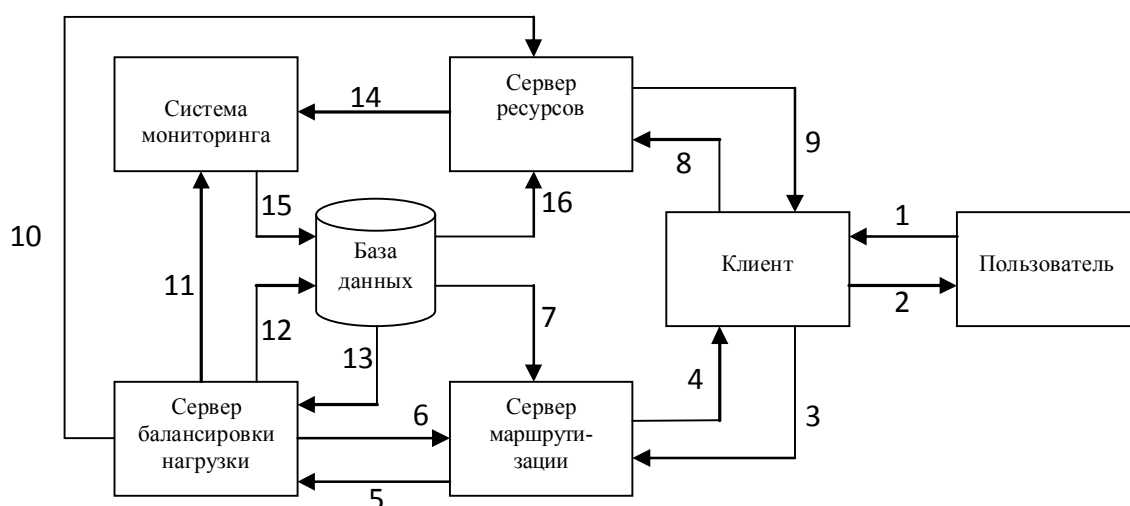 Сервер
ресурсов
Система
мониторинга
14
8
9
10
15
16
1
База
данных
Клиент
Пользователь
11
12
7
2
13
4
3
Сервер
балансировки
нагрузки
6
Сервер
маршрути-
зации
5